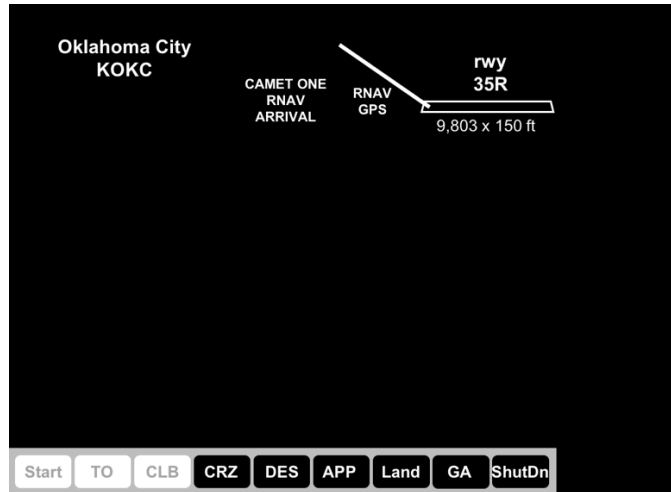 Oklahoma City
KOKC
CAMET ONE
RNAV
ARRIVAL
RNAV
GPS
rwy
35R
9,803 x 150 ft
Start
TO
CLB
CRZ
DES
APP
Land
GA
ShutDn